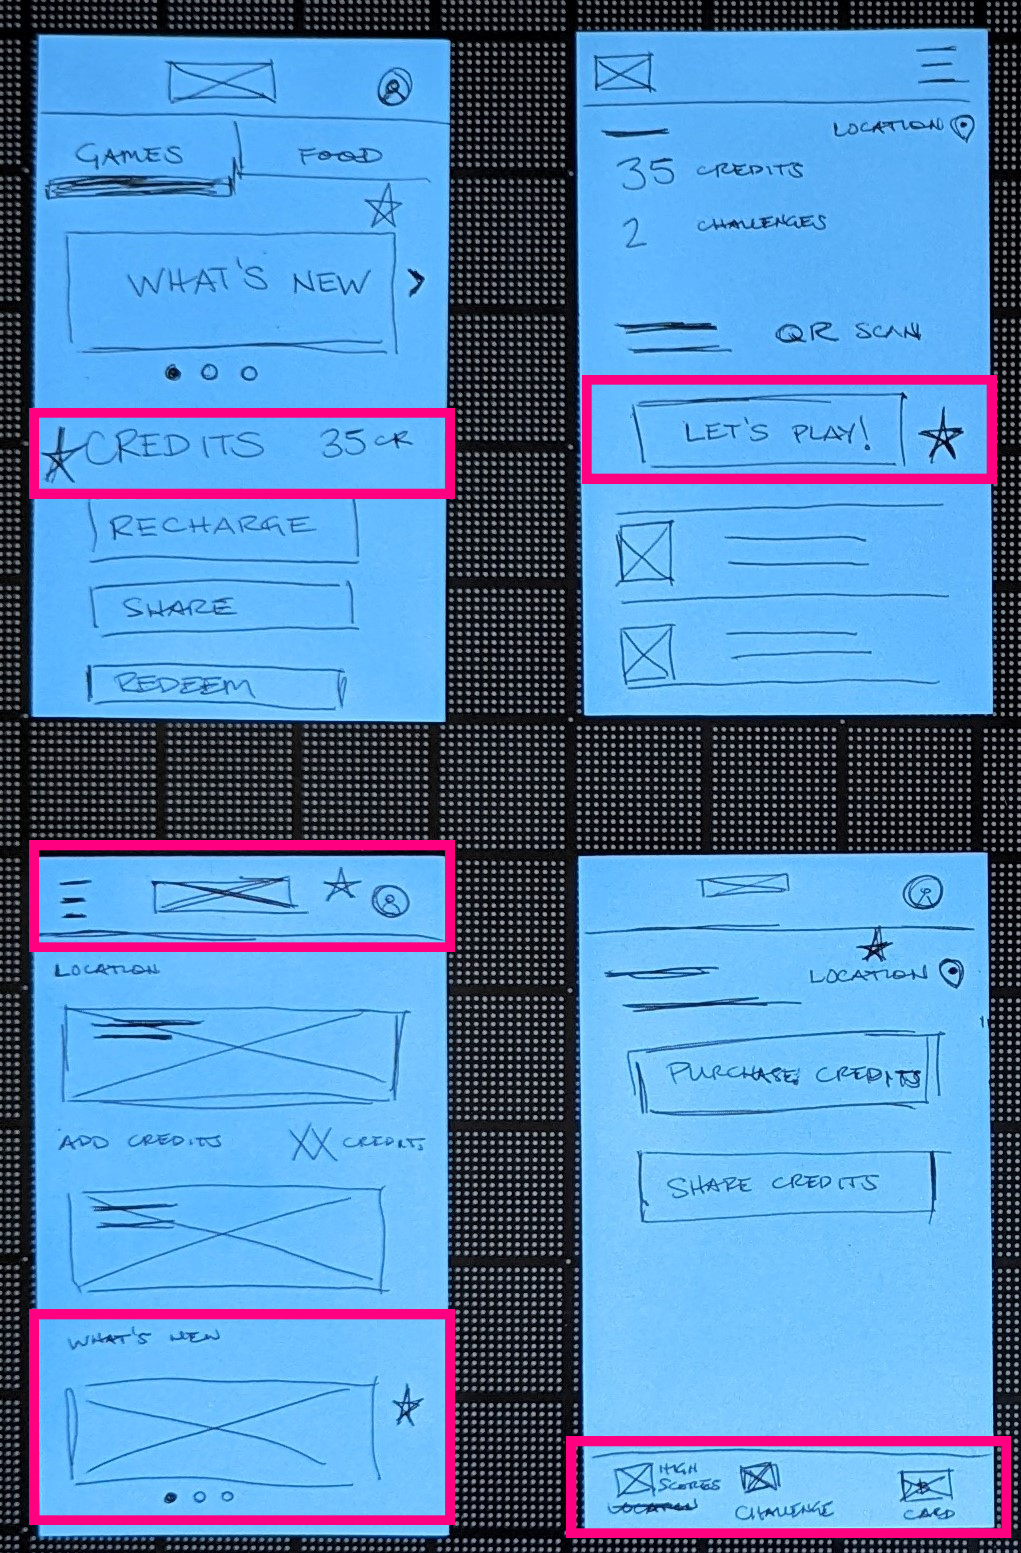 GAMES FOOD
WHAT'S NEW
CREDITS 35 CR
RECHARGE
SHARE
REDEEM
LOCATION
35 CREDITS
2 CHALLENGES
QR SCAN
LET'S PLAY!
LOCATION
ADD CREDITS XX CREDITS
WHAT'S NEW
LOCATION
PURCHASE CREDITS
SHARE CREDITS
HIGH
SCORES
LOCATION
CHALLENGE
CARD